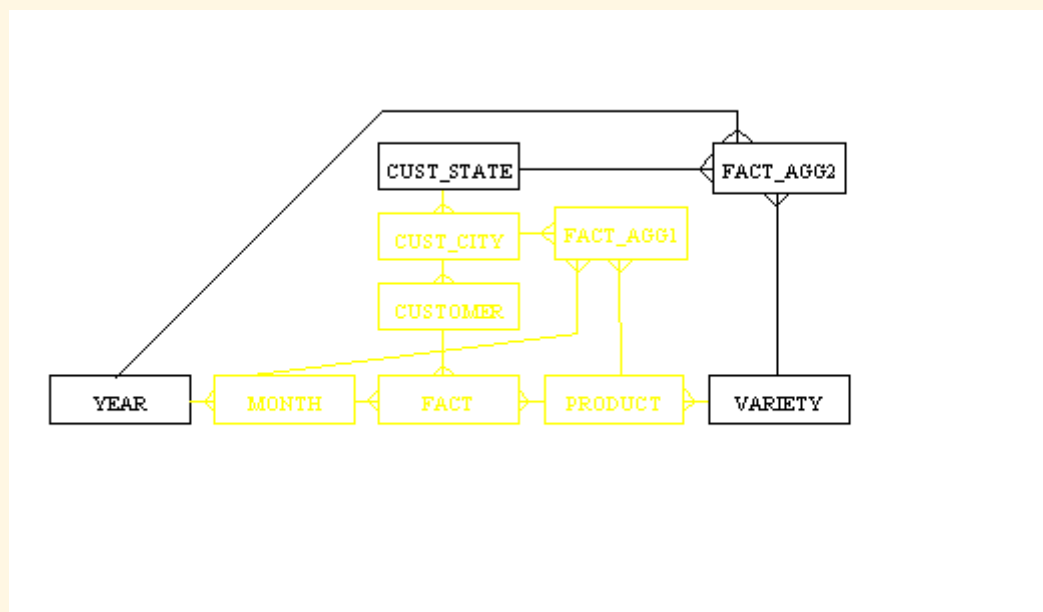 CUST_STATE
FACT_AGG2
CUST_CITY
FACT_AGG1
CUSTOMER
YEAR
MONTH
FACT
PRODUCT
VARIETY